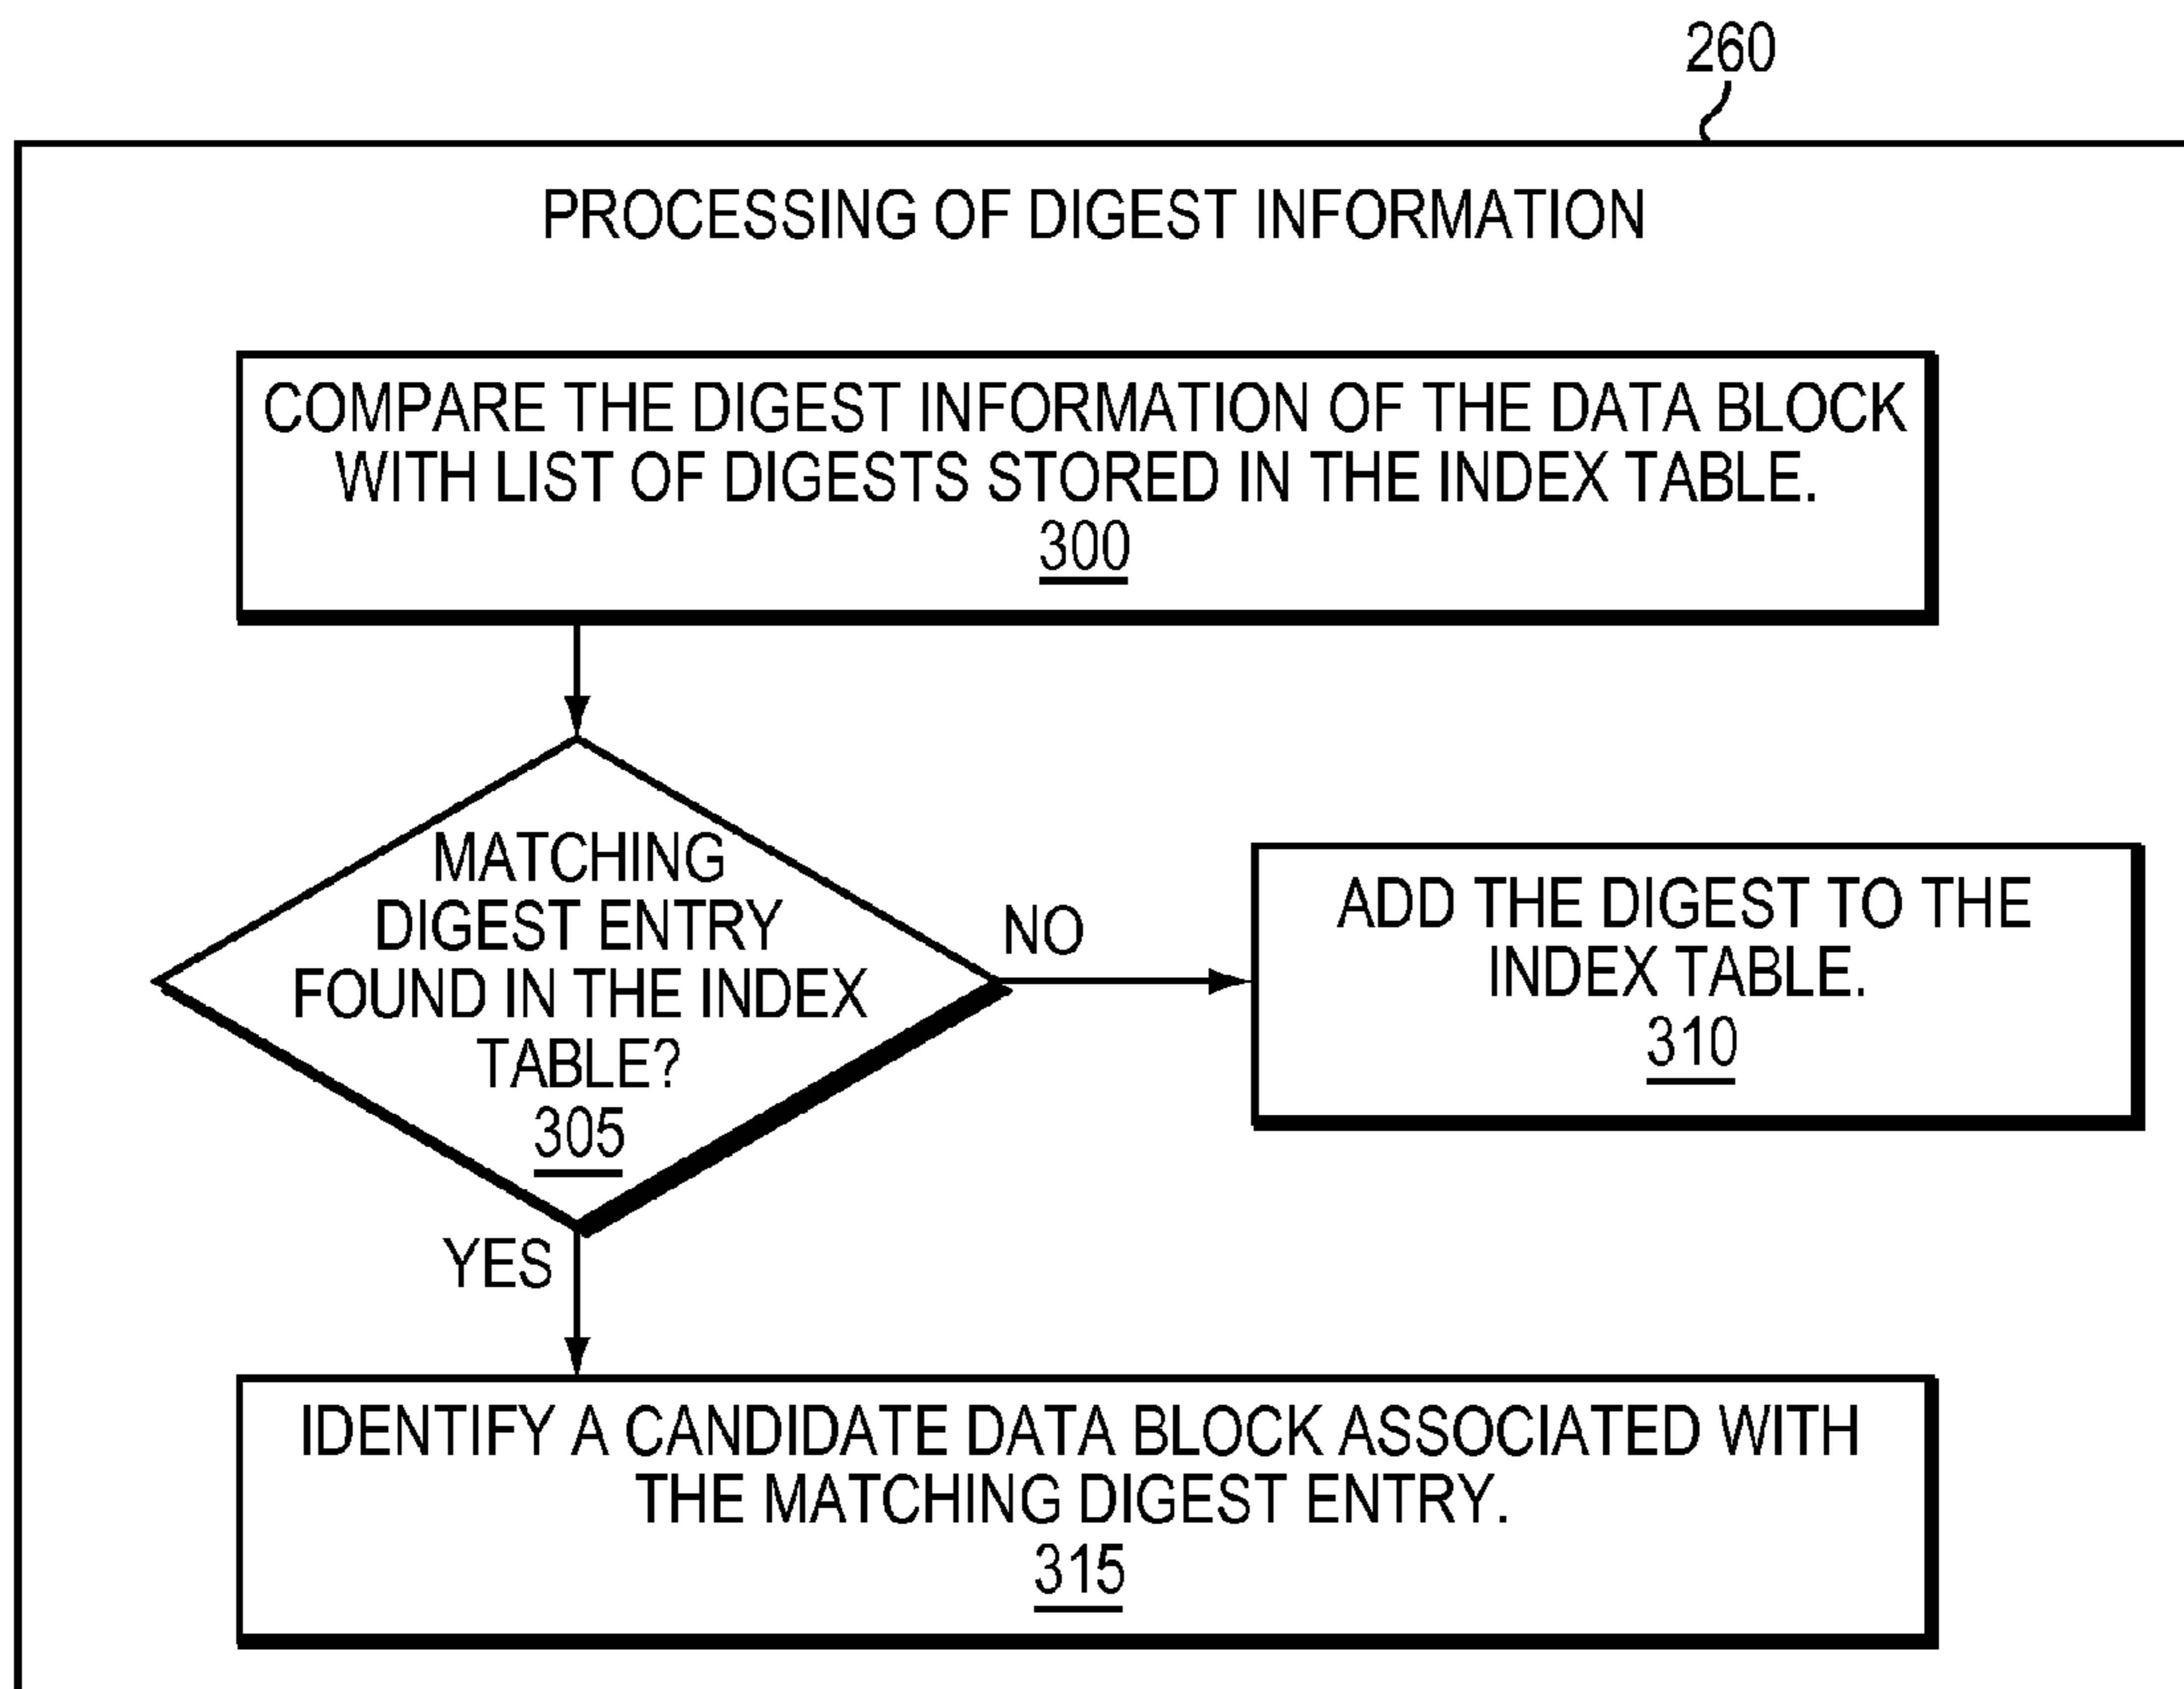 260
PROCESSING OF DIGEST INFORMATION
COMPARE THE DIGEST INFORMATION OF THE DATA BLOCK
WITH LIST OF DIGESTS STORED IN THE INDEX TABLE.
300
MATCHING
DIGEST ENTRY
FOUND IN THE INDEX
TABLE?
305
NO
ADD THE DIGEST TO THE
INDEX TABLE.
310
YES
IDENTIFY A CANDIDATE DATA BLOCK ASSOCIATED WITH
THE MATCHING DIGEST ENTRY.
315